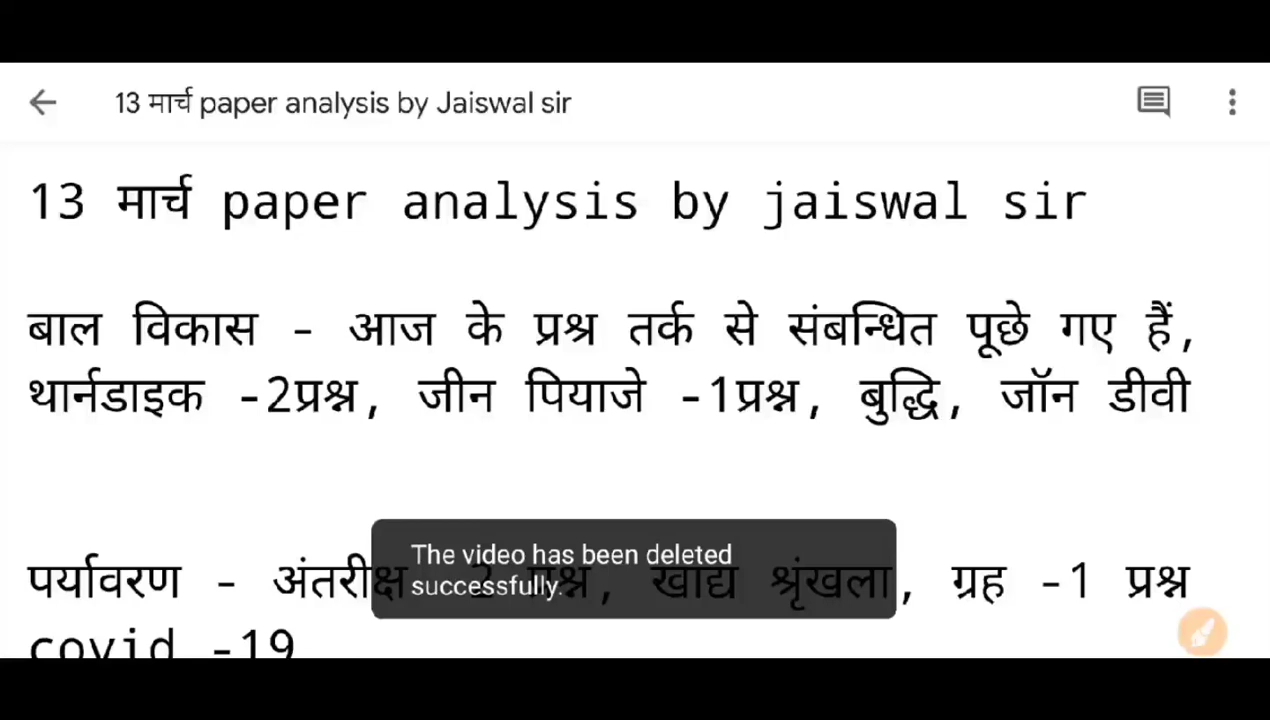 13 मार्च paper analysis by Jaiswal sir
13 मार्च paper analysis by jaiswal sir
बाल विकास - आज के प्रश्न तर्क से संबन्धित पूछे गए हैं,
थार्नडाइक -2प्रश्न, जीन पियाजे -1प्रश्न, बुद्धि, जॉन डीवी
पर्यावरण - अंतरीक्ष 2 प्रश्न, खाद्य श्रृंखला, ग्रह -1 प्रश्न
covid -19
The video has been deleted
successfully.